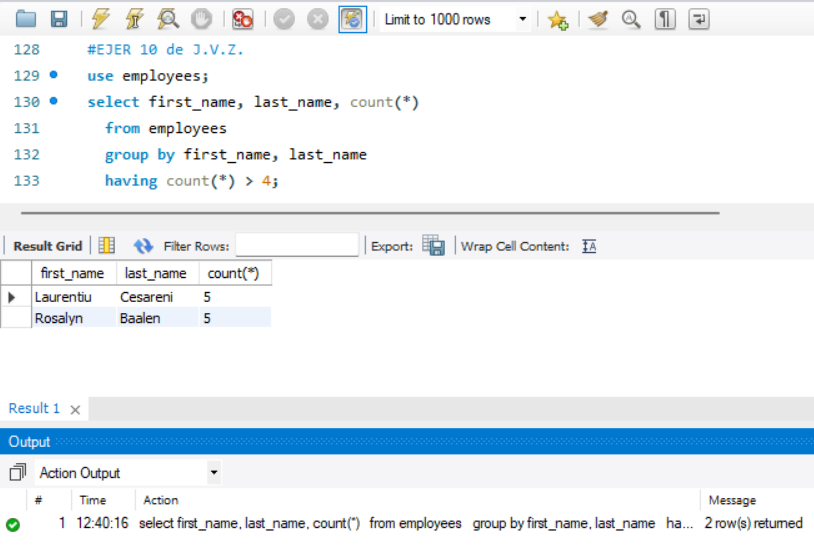 Limit to 1000 rows
128 #EJER 10 de J.V.Z.
129 use employees;
130 select first_name, last_name, count(*)
131 from employees
132 group by first_name, last_name
133 having count(*) > 4;
Result Grid Filter Rows: Export: Wrap Cell Content:
first_name last_name count(*)
Laurentiu Cesareni 5
Rosalyn Baalen 5
Result 1
Output
Action Output
# Time Action Message
1 12:40:16 select first_name, last_name, count(*) from employees group by first_name, last_name ha... 2 row(s) returned